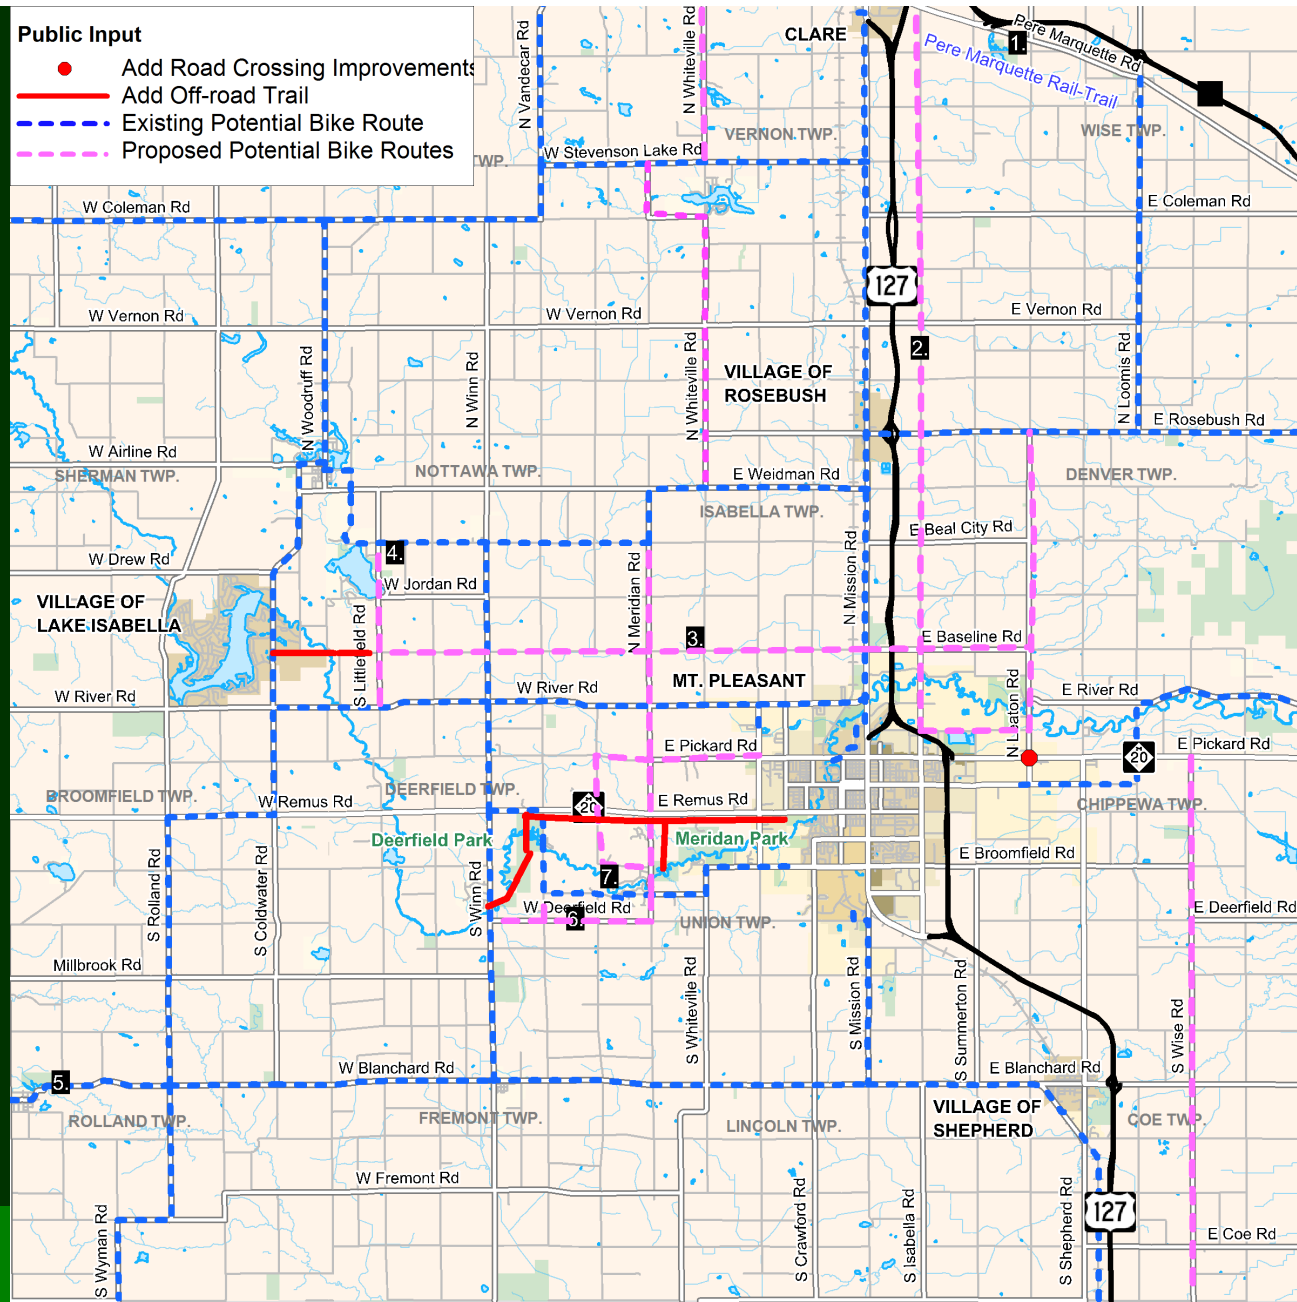 Public Input
Add Road Crossing Improvements
Add Off-road Trail
Existing Potential Bike Route
Proposed Potential Bike Routes
TWP.
CLARE
N Vandecar Rd
N Whiteville Rd
1.
Pere Marquette Rd
Pere Marquette Rail-Trail
VERNON TWP.
WISE TWP.
W Stevenson Lake Rd
W Coleman Rd
E Coleman Rd
127
W Vernon Rd
W Vernon Rd
E Vernon Rd
N Woodruff Rd
N Winn Rd
N Whiteville Rd
2.
N Loomis Rd
VILLAGE OF
ROSEBUSH
E Rosebush Rd
W Airline Rd
SHERMAN TWP.
NOTTAWA TWP.
E Weidman Rd
DENVER TWP.
ISABELLA TWP.
E Beal City Rd
W Drew Rd
4.
W Jordan Rd
N Meridian Rd
N Mission Rd
VILLAGE OF
LAKE ISABELLA
S Littlefield Rd
3.
E Baseline Rd
MT. PLEASANT
W River Rd
W River Rd
E River Rd
N Leaton Rd
E Pickard Rd
E Pickard Rd
M
20
BROOMFIELD TWP.
DEERFIELD TWP.
W Remus Rd
M
20
E Remus Rd
CHIPPEWA TWP.
Deerfield Park
Meridan Park
E Broomfield Rd
7.
S Rolland Rd
S Coldwater Rd
S Winn Rd
W Deerfield Rd
6.
UNION TWP.
E Deerfield Rd
Millbrook Rd
S Whiteville Rd
S Mission Rd
S Summerton Rd
S Wise Rd
5.
W Blanchard Rd
E Blanchard Rd
ROLLAND TWP.
FREMONT TWP.
LINCOLN TWP.
VILLAGE OF
SHEPHERD
COE TWP.
W Fremont Rd
S Wyman Rd
S Crawford Rd
S Isabella Rd
S Shepherd Rd
127
E Coe Rd